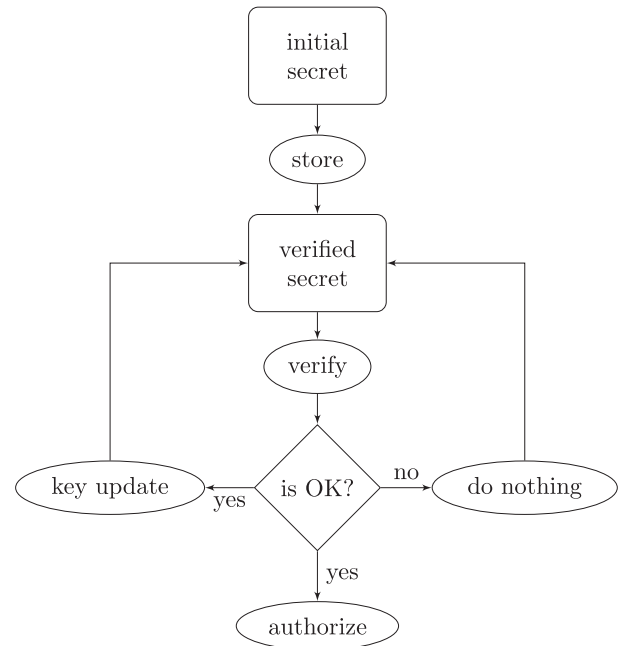 initial
secret
store
verified
secret
verify
key update
yes
is OK?
no
do nothing
yes
authorize